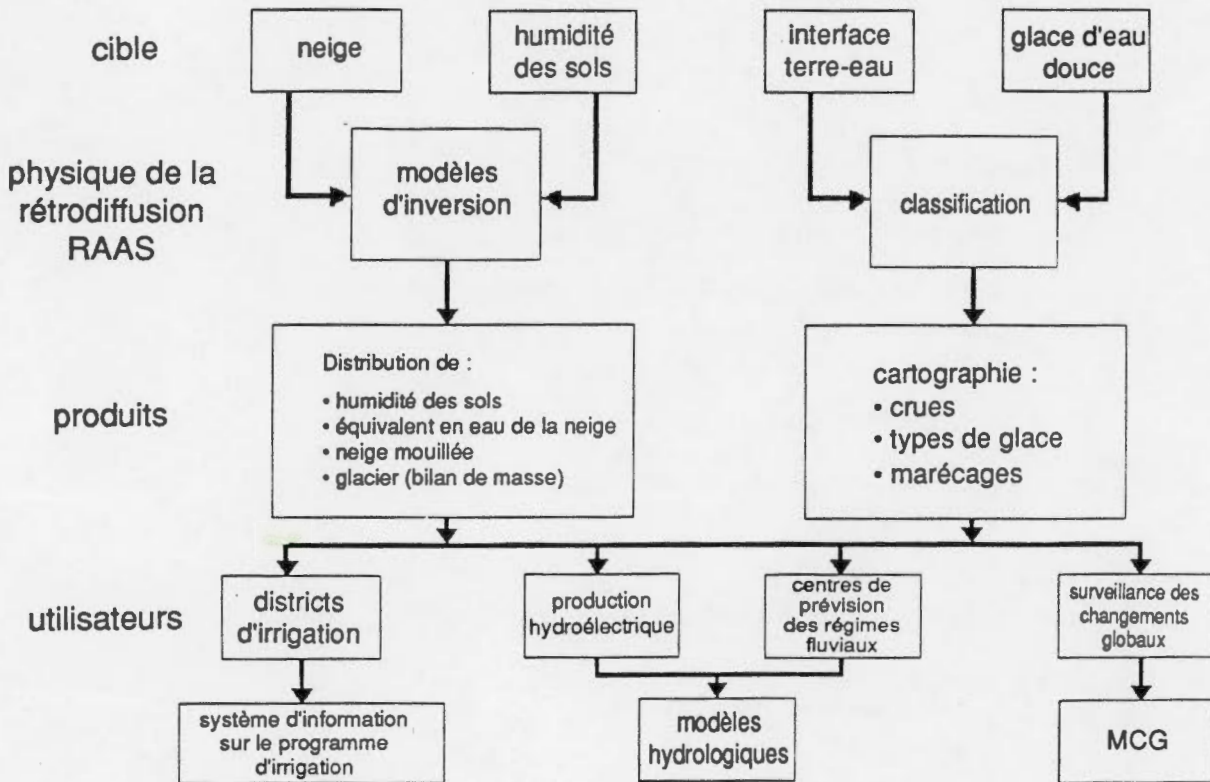 cible
neige
humidité
des sols
interface
terre-eau
glace d'eau
douce
physique de la
rétrodiffusion
RAAS
modèles
d'inversion
classification
produits
Distribution de :
• humidité des sols
• équivalent en eau de la neige
• neige mouillée
• glacier (bilan de masse)
cartographie :
• crues
• types de glace
• marécages
utilisateurs
districts
d'irrigation
production
hydroélectrique
centres de
prévision
des régimes
fluviaux
surveillance des
changements
globaux
système d'information
sur le programme
d'irrigation
modèles
hydrologiques
MCG